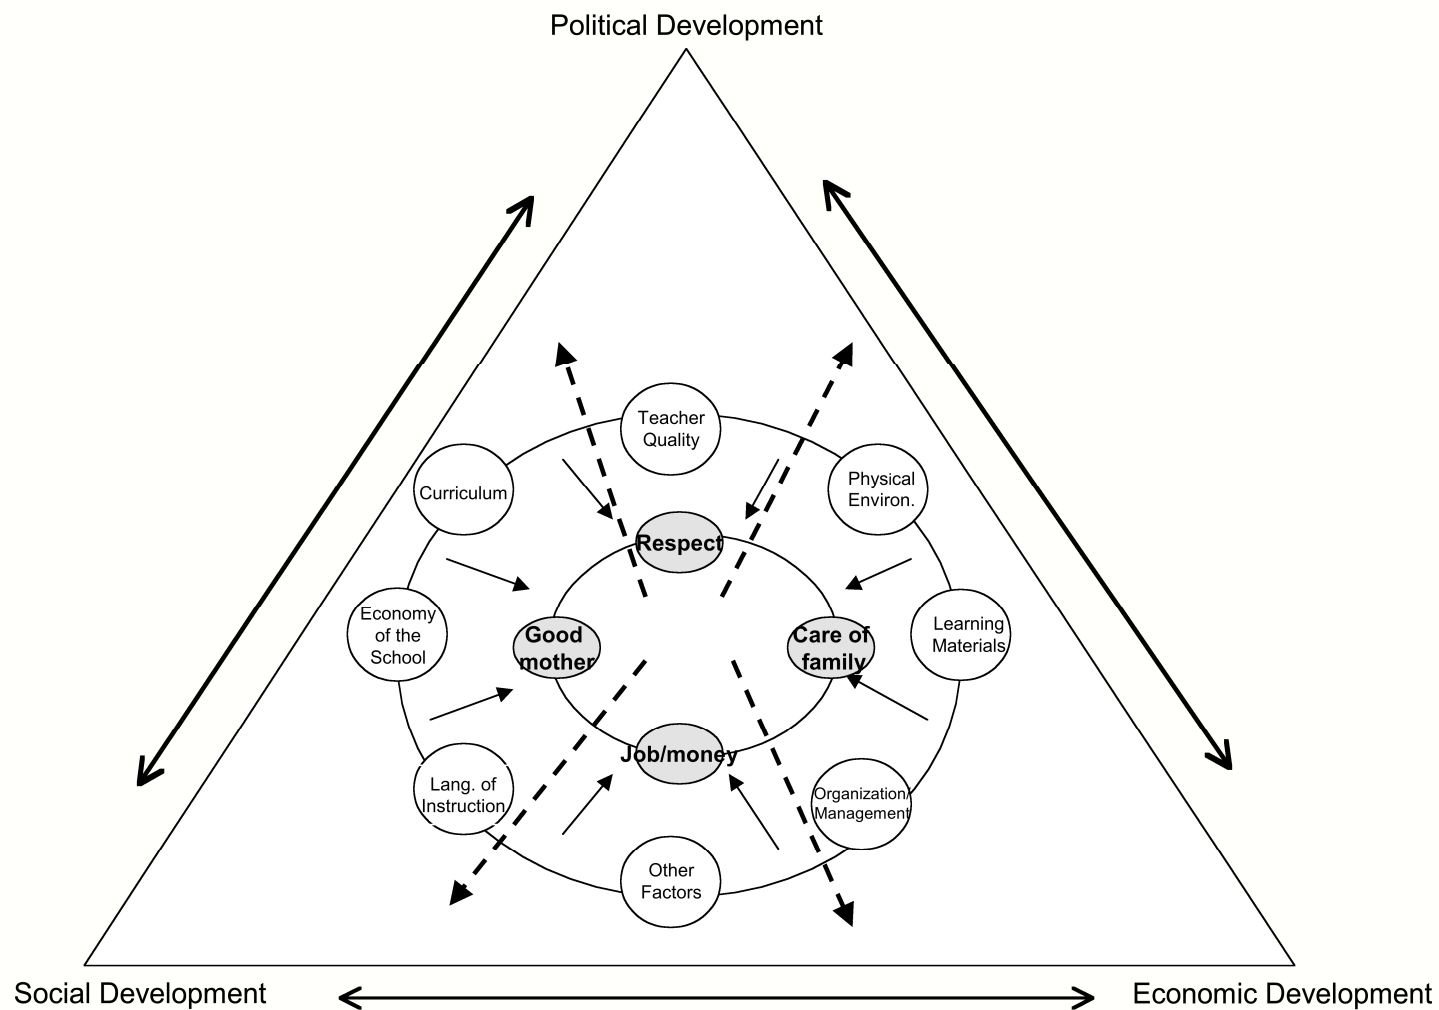 Political Development
Teacher
Quality
Curriculum
Physical
Environ.
Respect
Economy
of the
School
Good
mother
Care of
family
Learning
Materials
Job/money
Lang. of
Instruction
Organization/
Management
Other
Factors
Social Development
Economic Development